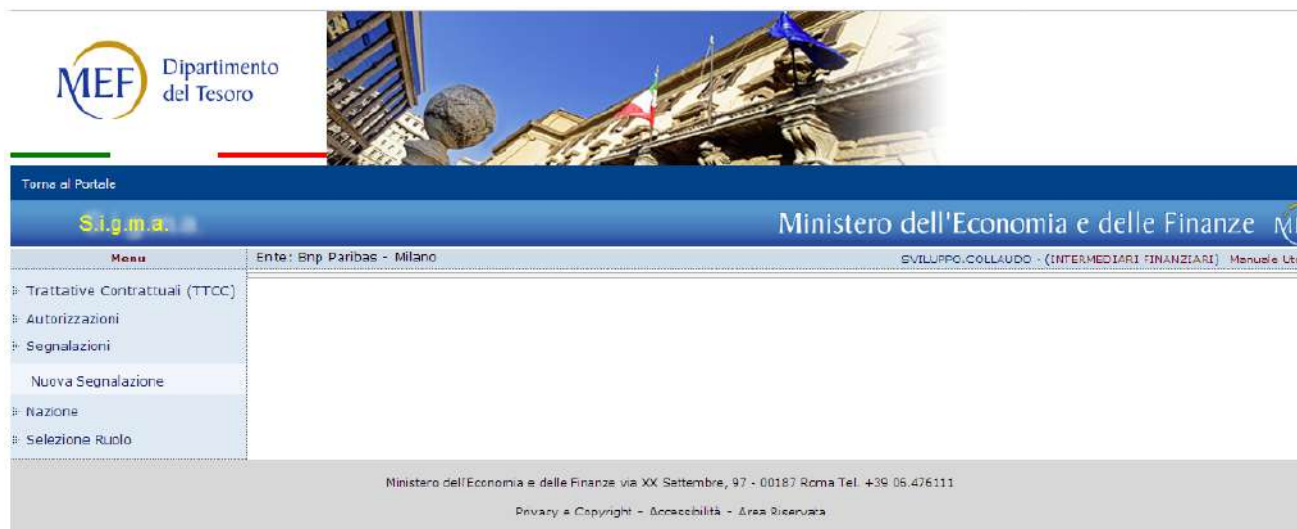 MEF Dipartimento
del Tesoro
Torna al Portale
S.i.g.m.a.
Ministero dell'Economia e delle Finanze
Menu
Ente: Bnp Paribas - Milano
SVILUPPO.COLLAUDO - (INTERMEDIARI FINANZIARI) Manuale
Trattative Contrattuali (TTCC)
Autorizzazioni
Segnalazioni
Nuova Segnalazione
Nazione
Selezione Ruolo
Ministero dell'Economia e delle Finanze via XX Settembre, 97 - 00187 Roma Tel. +39 06.476111
Privacy e Copyright - Accessibilità - Area Riservata